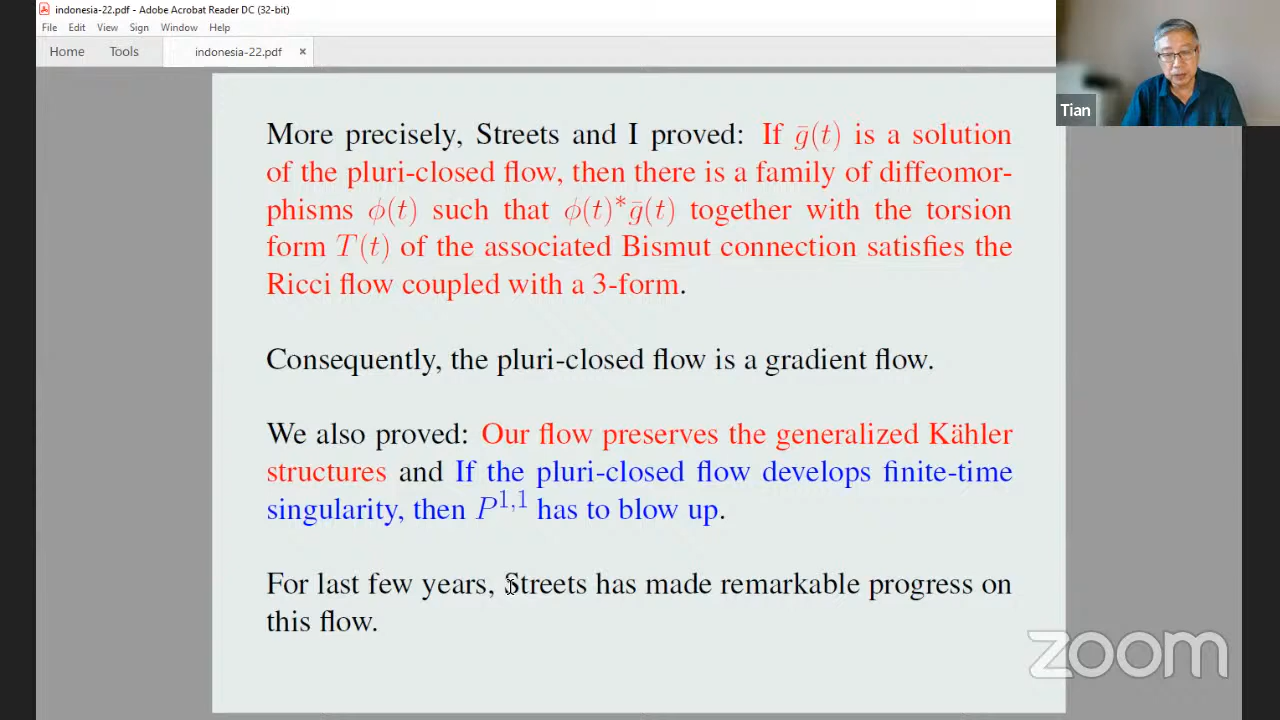 indonesia-22.pdf - Adobe Acrobat Reader DC (32-bit)
File Edit View Sign Window Help
Home Tools indonesia-22.pdf ×
Tian
More precisely, Streets and I proved: If ḡ(t) is a solution
of the pluri-closed flow, then there is a family of diffeomor-
phisms ϕ(t) such that ϕ(t)*ḡ(t) together with the torsion
form T(t) of the associated Bismut connection satisfies the
Ricci flow coupled with a 3-form.
Consequently, the pluri-closed flow is a gradient flow.
We also proved: Our flow preserves the generalized Kähler
structures and If the pluri-closed flow develops finite-time
singularity, then P^{1,1} has to blow up.
For last few years, Streets has made remarkable progress on
this flow.
zoom